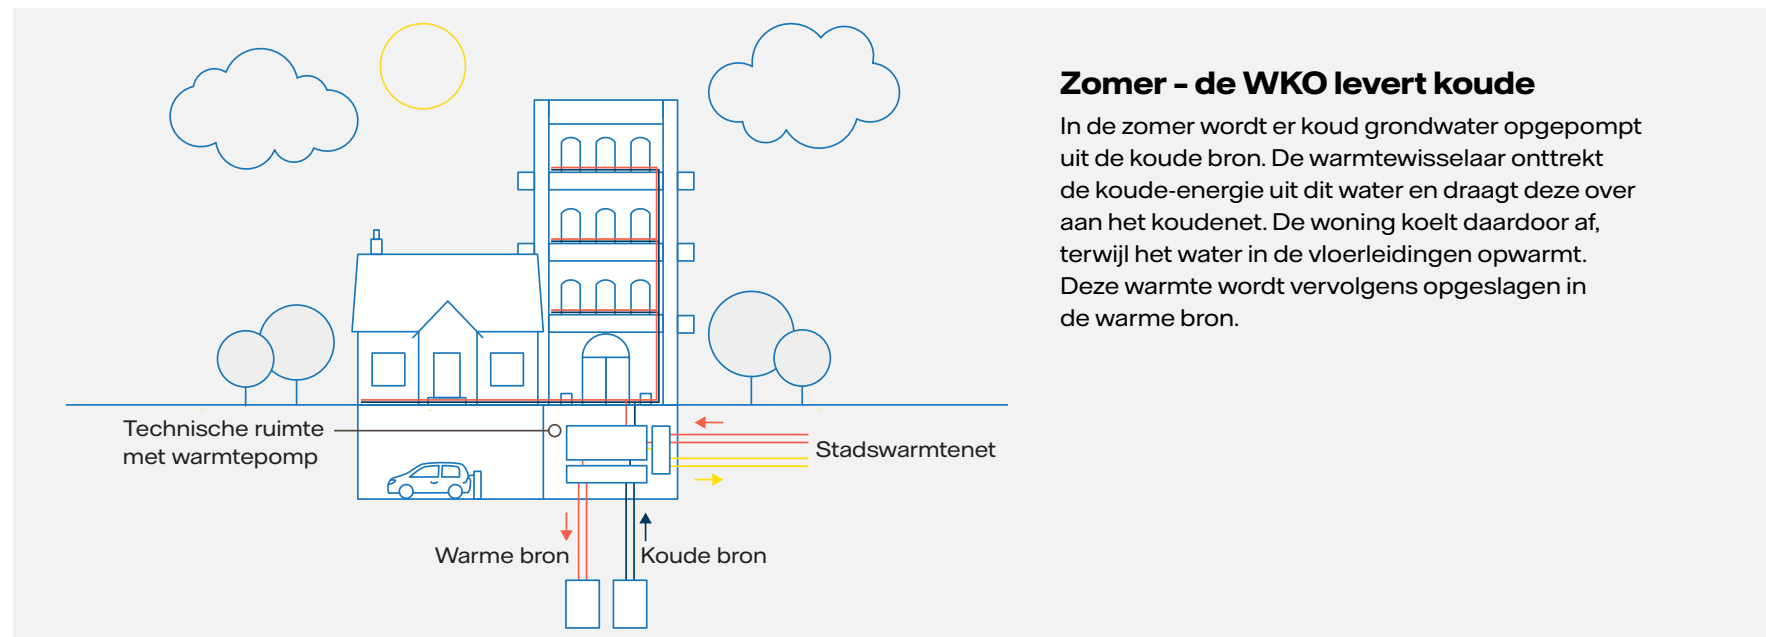 Zomer – de WKO levert koude
In de zomer wordt er koud grondwater opgepompt
uit de koude bron. De warmtewisselaar onttrekt
de koude-energie uit dit water en draagt deze over
aan het koudenet. De woning koelt daardoor af,
terwijl het water in de vloerleidingen opwarmt.
Deze warmte wordt vervolgens opgeslagen in
de warme bron.
Technische ruimte
met warmtepomp
Stadswarmtenet
Warme bron
Koude bron